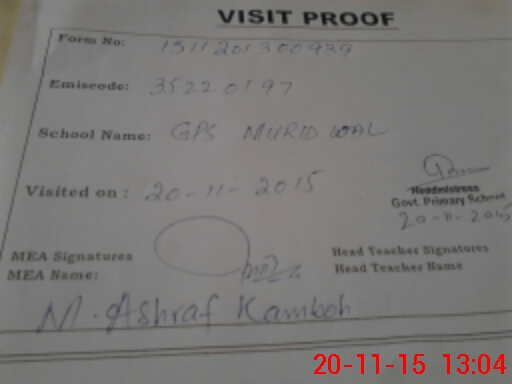 VISIT PROOF
Form No: 1511201300939
Emiscode: 35220197
School Name: GPS MURID WAL
Visited on : 20-11-2015
Headmistress
Govt. Primary School
20-11-2015
MEA Signatures
Head Teacher Signatures
MEA Name:
Head Teacher Name
M. Ashraf Kamboh
20-11-15 13:04